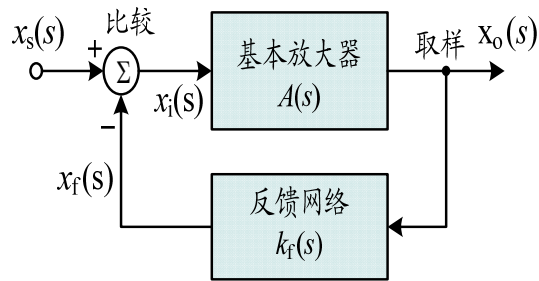 xs(s)
+
比较
Σ
xi(s)
基本放大器
A(s)
取样
xo(s)
−
xf(s)
反馈网络
kf(s)